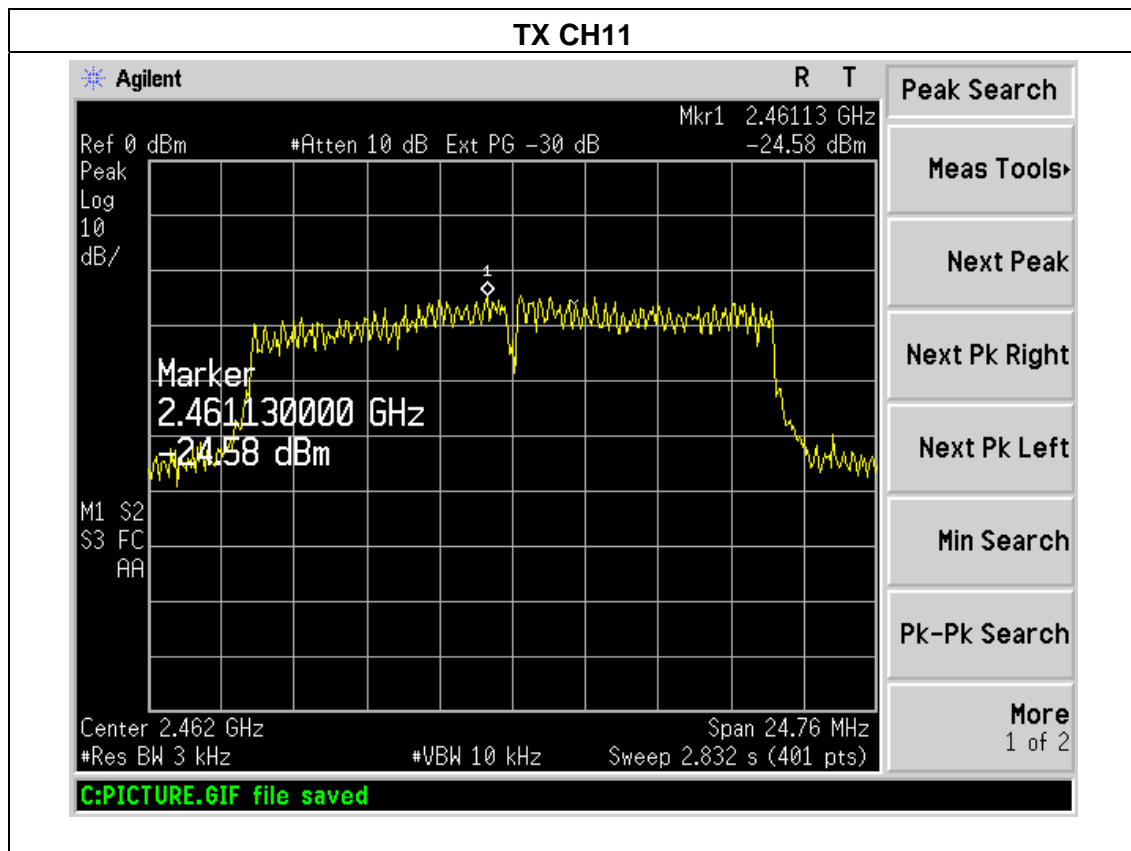 TX CH11
Agilent R T
Mkr1 2.46113 GHz
Ref 0 dBm #Atten 10 dB Ext PG -30 dB -24.58 dBm
Peak
Log
10
dB/
1
Marker
2.461130000 GHz
-24.58 dBm
M1 S2
S3 FC
AA
Center 2.462 GHz Span 24.76 MHz
#Res BW 3 kHz #VBW 10 kHz Sweep 2.832 s (401 pts)
C:PICTURE.GIF file saved
Peak Search
Meas Tools
Next Peak
Next Pk Right
Next Pk Left
Min Search
Pk-Pk Search
More
1 of 2